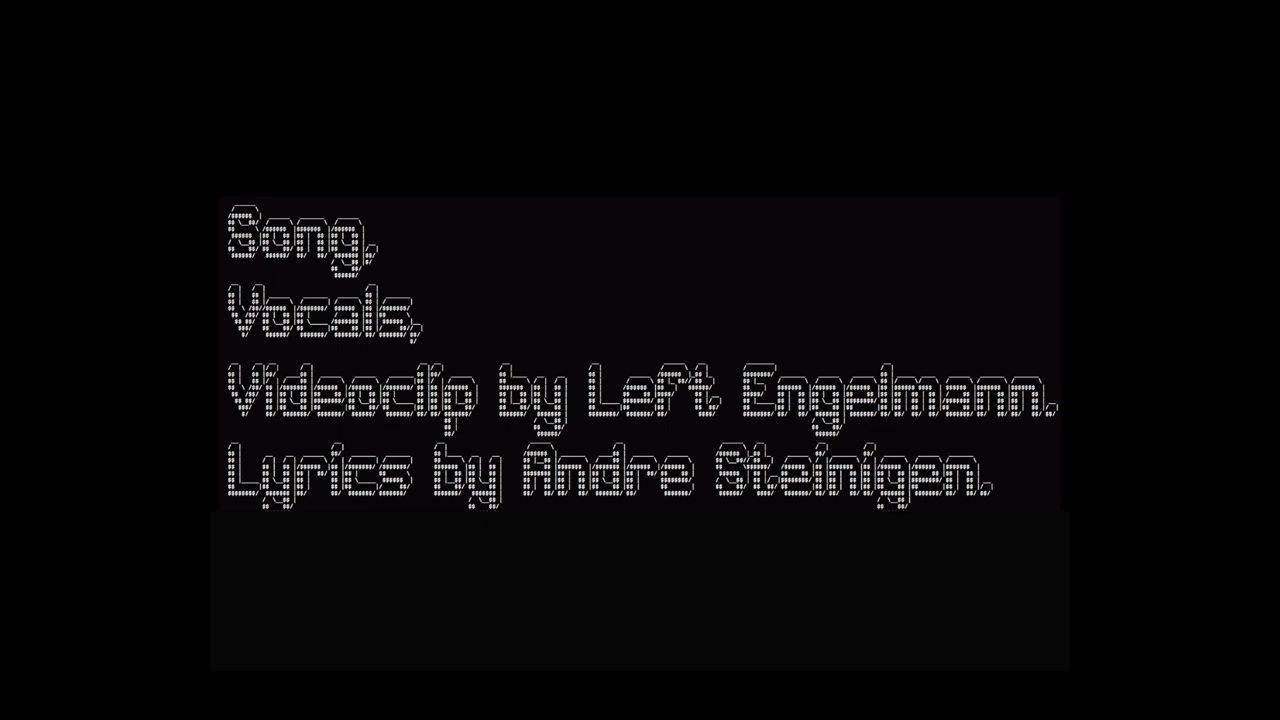 Song,
Vocals,
Videoclip by Left Engelmann.
Lyrics by Andre Steinigen.